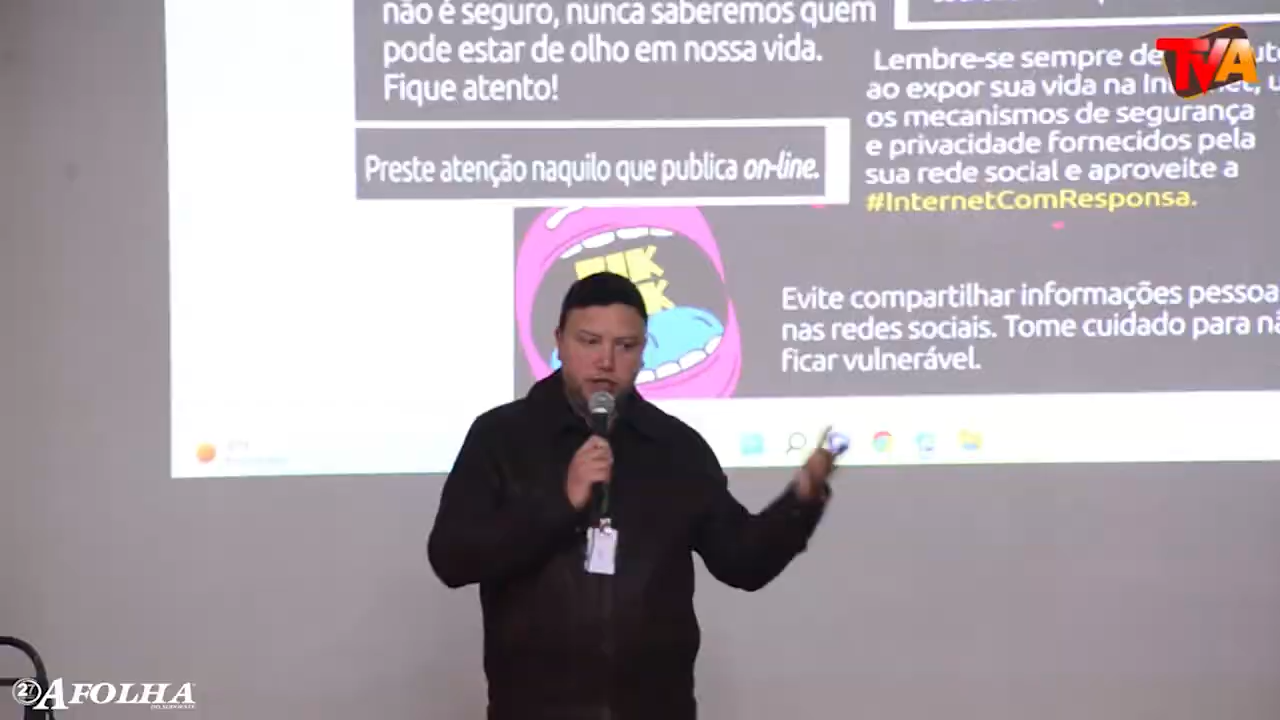 não é seguro, nunca saberemos quem
pode estar de olho em nossa vida.
Fique atento!
Preste atenção naquilo que publica on-line.
Lembre-se sempre de
ao expor sua vida na
os mecanismos de segurança
e privacidade fornecidos pela
sua rede social e aproveite a
#InternetComResponsa.
Evite compartilhar informações
nas redes sociais. Tome cuidado para
ficar vulnerável.
TVA
27 A FOLHA